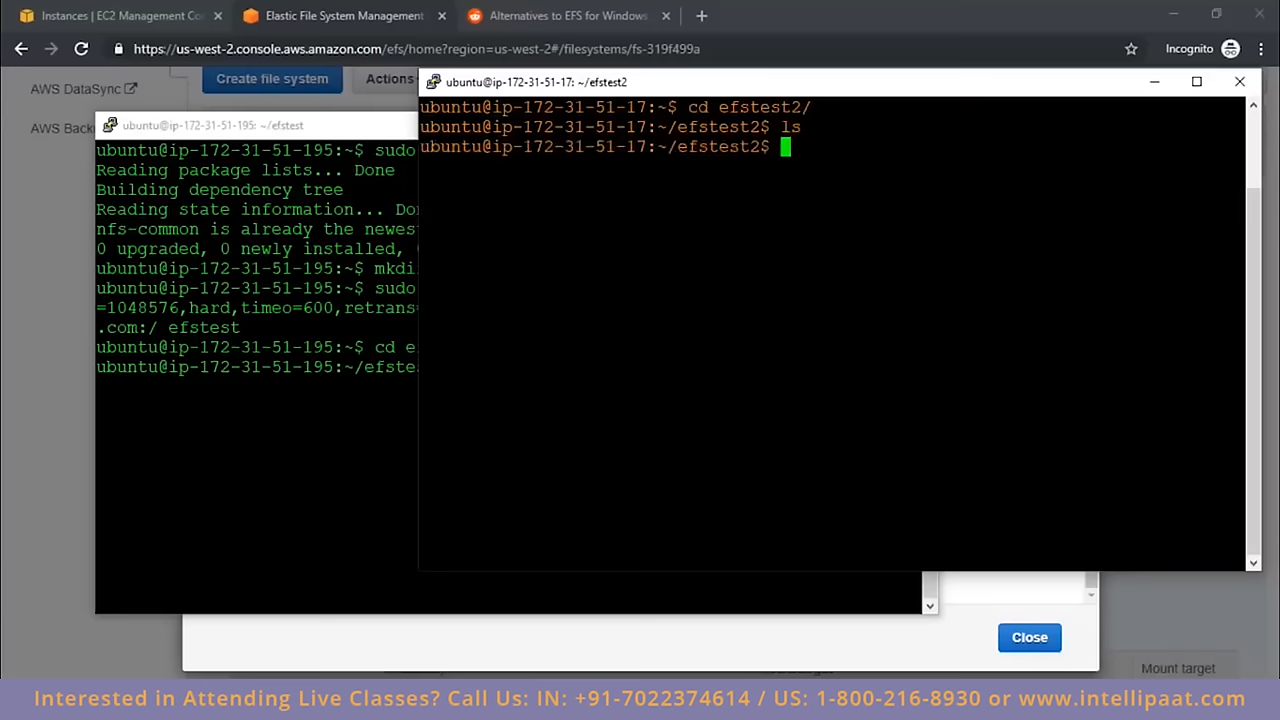 Instances | EC2 Management Co
Elastic File System Management
Alternatives to EFS for Windows
https://us-west-2.console.aws.amazon.com/efs/home?region=us-west-2#/filesystems/fs-319f499a
Incognito
AWS DataSync
Create file system
Actions
AWS Back
ubuntu@ip-172-31-51-195: ~/efstest
ubuntu@ip-172-31-51-195:~$ sudo
Reading package lists... Done
Building dependency tree
Reading state information... Do
nfs-common is already the newes
0 upgraded, 0 newly installed,
ubuntu@ip-172-31-51-195:~$ mkdi
ubuntu@ip-172-31-51-195:~$ sudo
=1048576,hard,timeo=600,retrans=
.com:/ efstest
ubuntu@ip-172-31-51-195:~$ cd e
ubuntu@ip-172-31-51-195:~/efste
ubuntu@ip-172-31-51-17: ~/efstest2
ubuntu@ip-172-31-51-17:~$ cd efstest2/
ubuntu@ip-172-31-51-17:~/efstest2$ ls
ubuntu@ip-172-31-51-17:~/efstest2$
Close
Mount target
Interested in Attending Live Classes? Call Us: IN: +91-7022374614 / US: 1-800-216-8930 or www.intellipaat.com